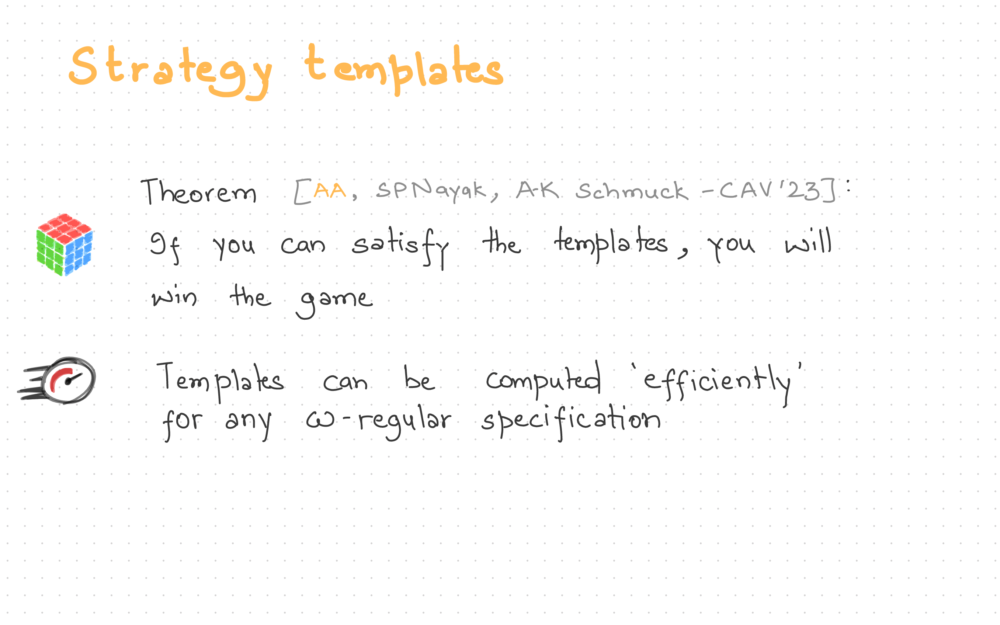 Strategy templates
Theorem [AA, SPNayak, A-K Schmuck - CAV'23]:
If you can satisfy the templates, you will
win the game
Templates can be computed 'efficiently'
for any ω-regular specification